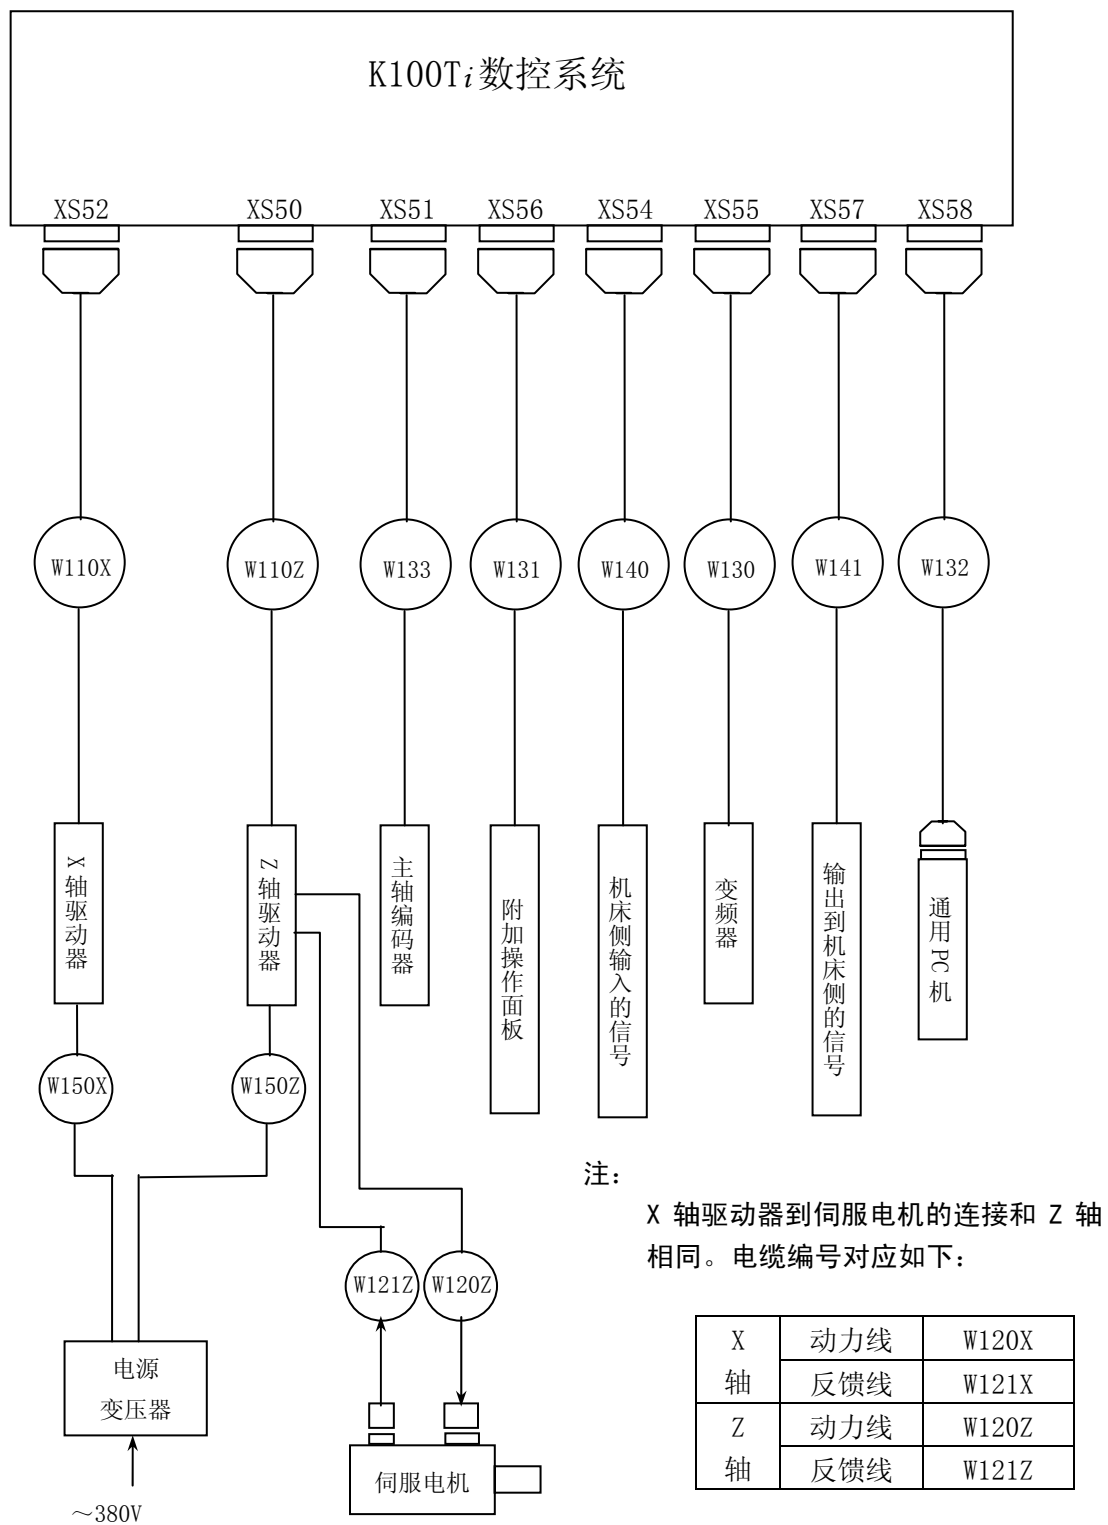 K100Ti数控系统
XS52 XS50 XS51 XS56 XS54 XS55 XS57 XS58
W110X W110Z W133 W131 W140 W130 W141 W132
X轴驱动器
Z轴驱动器
主轴编码器
附加操作面板
机床侧输入的信号
变频器
输出到机床侧的信号
通用PC机
W150X W150Z
注：
X 轴驱动器到伺服电机的连接和 Z 轴
相同。电缆编号对应如下：
W121Z W120Z
电源
变压器
伺服电机
～380V
X轴 动力线 W120X
反馈线 W121X
Z轴 动力线 W120Z
反馈线 W121Z